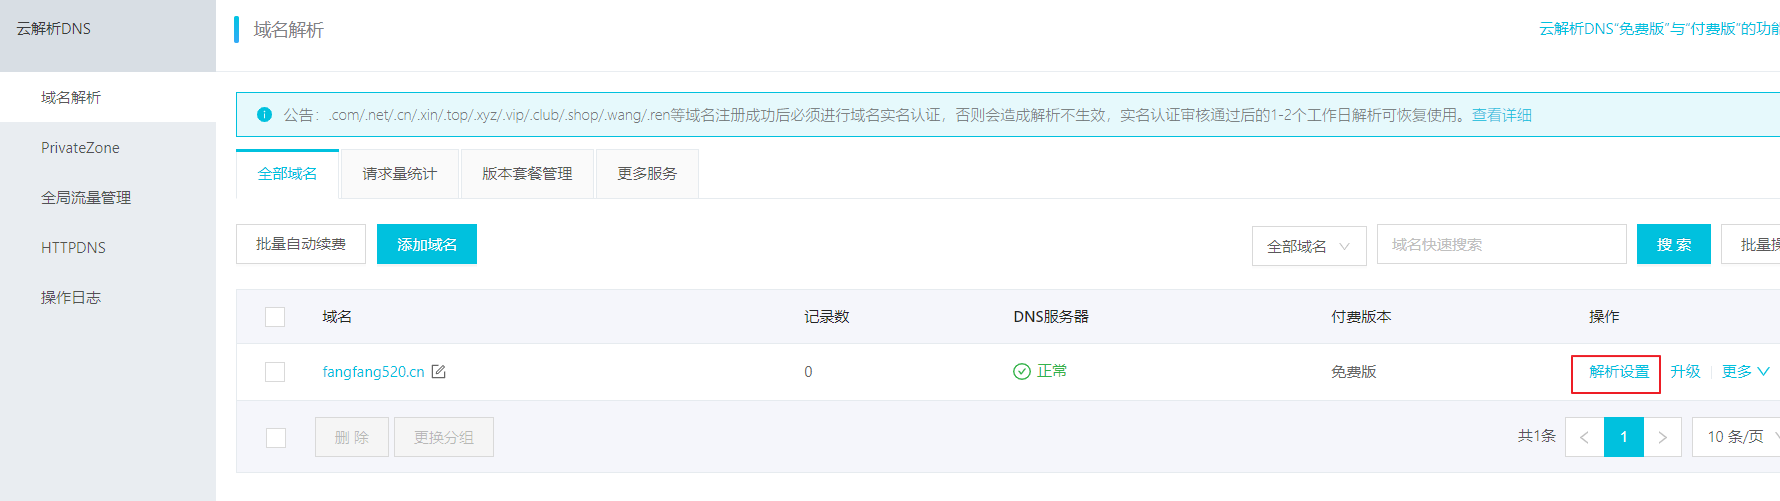 云解析DNS
域名解析
云解析DNS“免费版”与“付费版”的功能
域名解析
PrivateZone
全局流量管理
HTTPDNS
操作日志
公告：.com/.net/.cn/.xin/.top/.xyz/.vip/.club/.shop/.wang/.ren等域名注册成功后必须进行域名实名认证，否则会造成解析不生效，实名认证审核通过后的1-2个工作日解析可恢复使用。查看详细
全部域名 请求量统计 版本套餐管理 更多服务
批量自动续费 添加域名 全部域名 域名快速搜索 搜 索 批量操
域名 记录数 DNS服务器 付费版本 操作
fangfang520.cn 0 正常 免费版 解析设置 升级 更多
删 除 更换分组 共1条 1 10 条/页